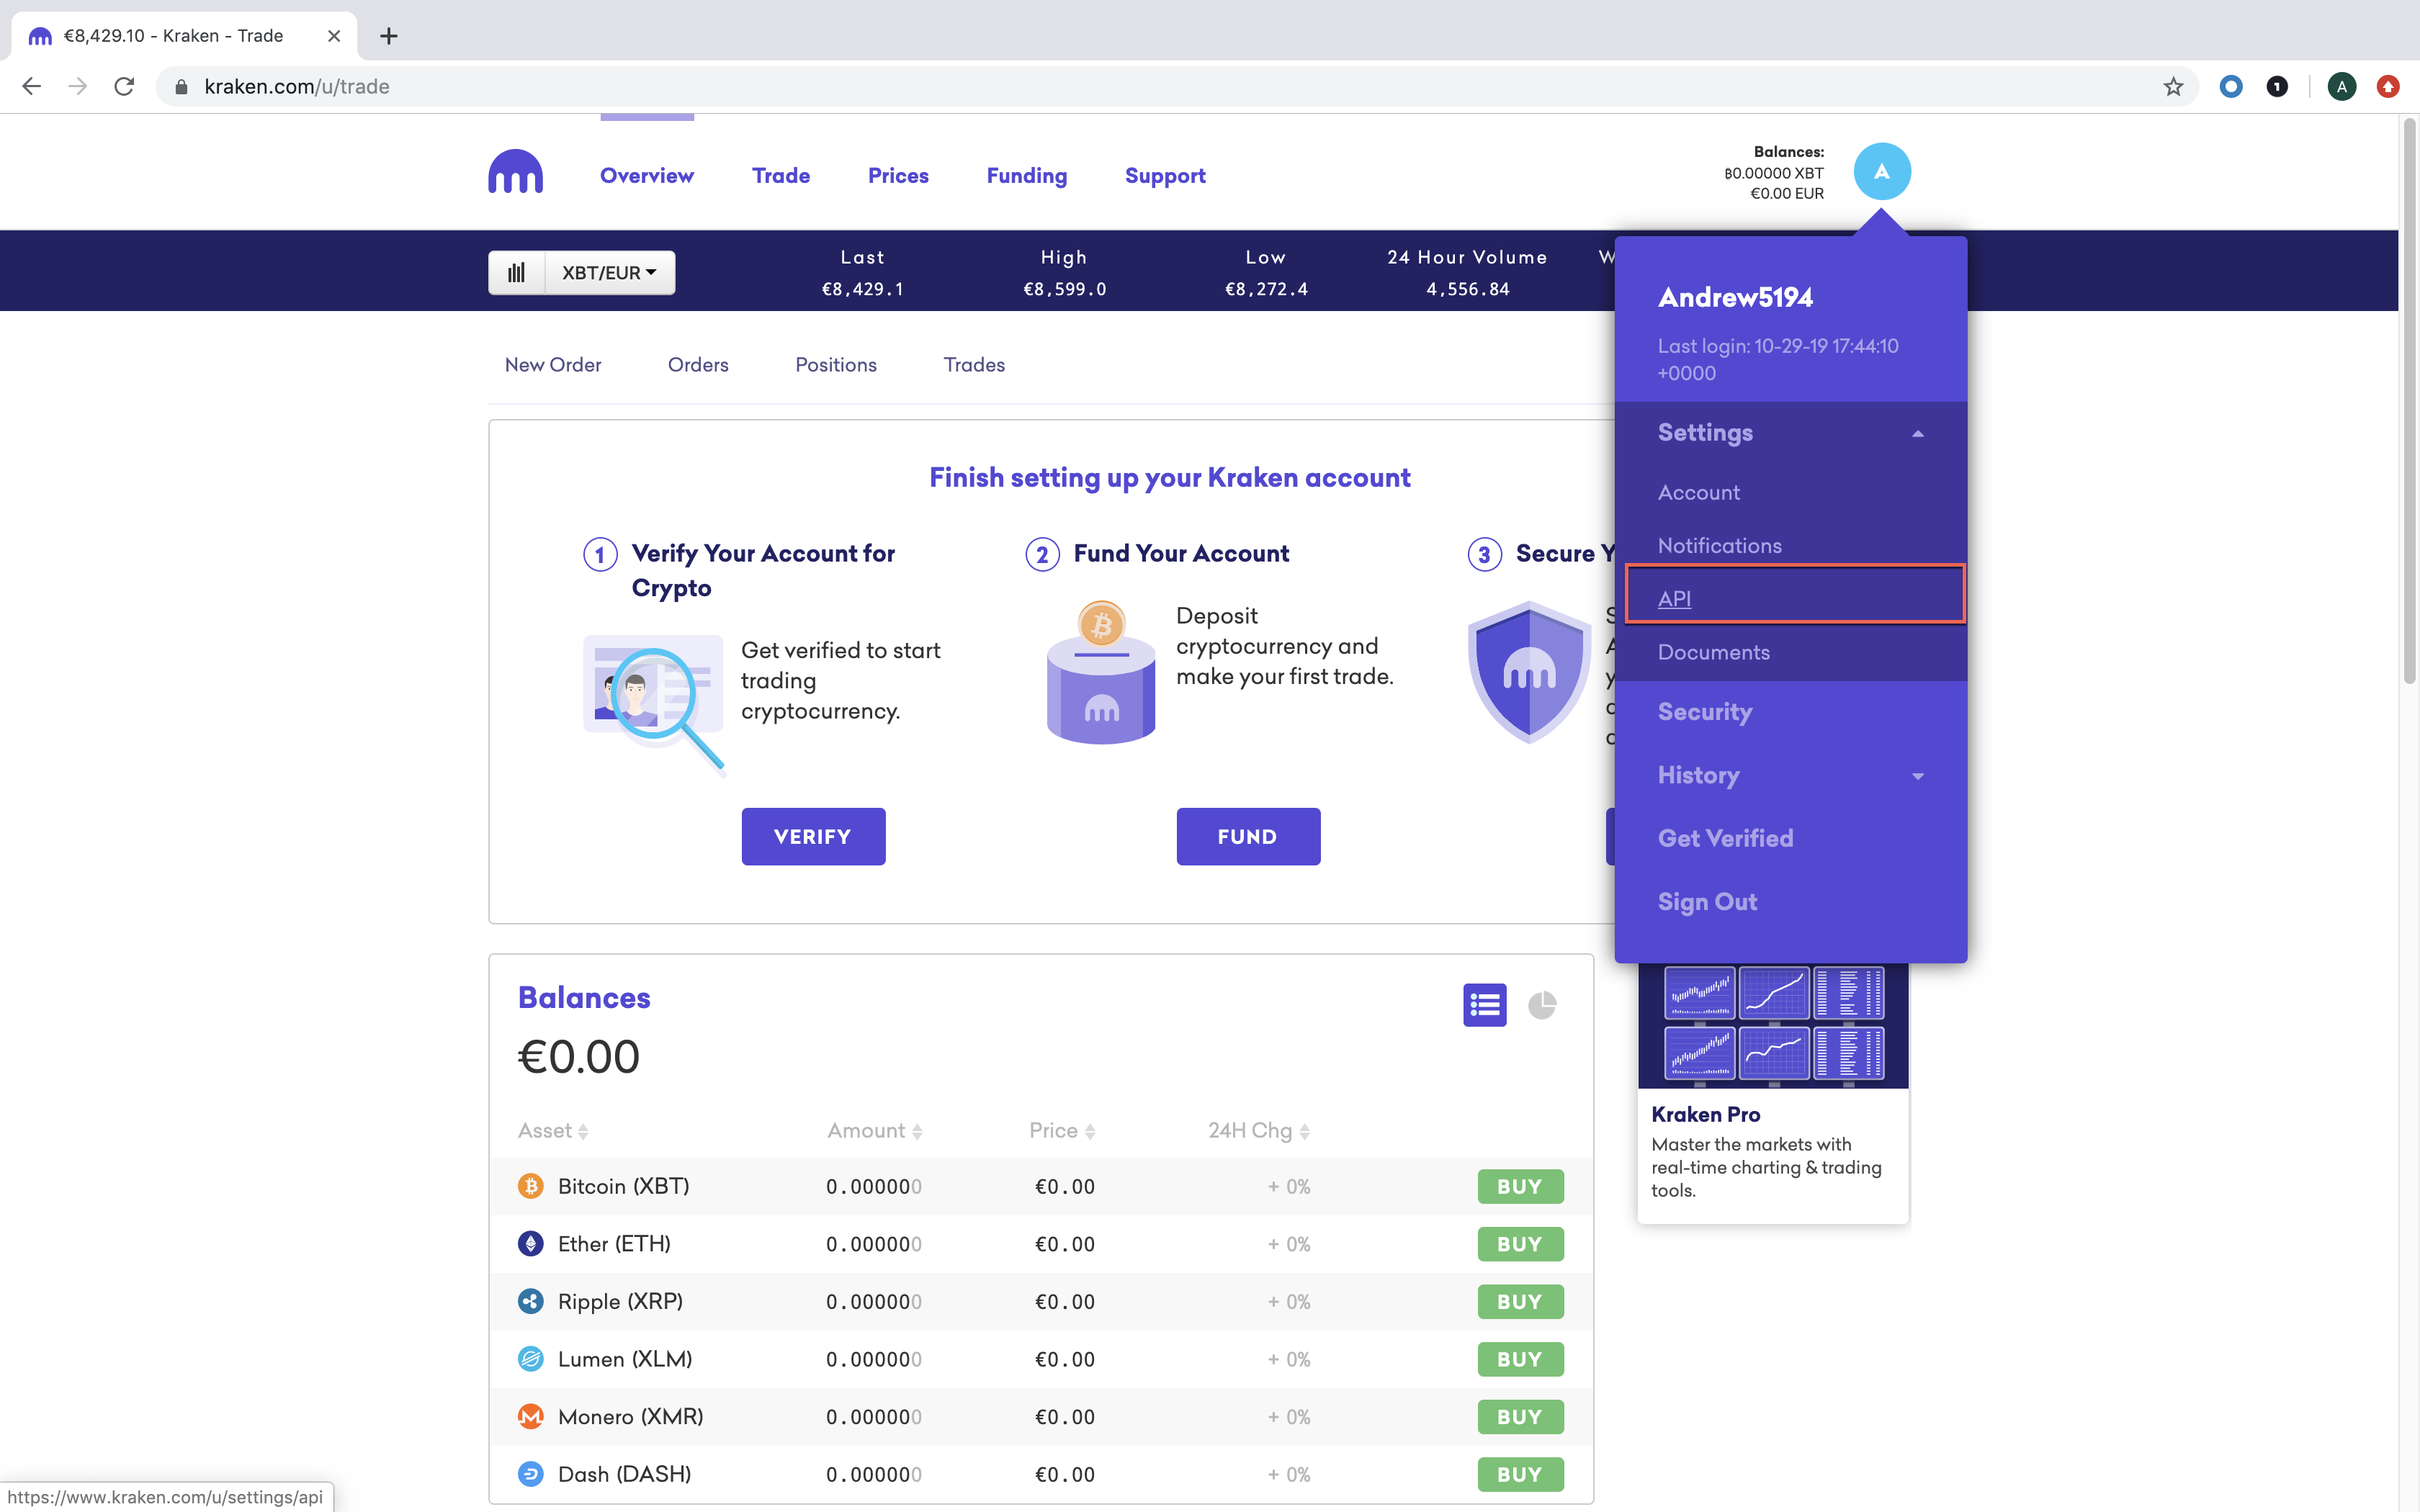 €8,429.10 - Kraken - Trade
kraken.com/u/trade
1
A
Overview
Trade
Prices
Funding
Support
Balances:
฿0.00000 XBT
€0.00 EUR
A
XBT/EUR
Last
€8,429.1
High
€8,599.0
Low
€8,272.4
24 Hour Volume
4,556.84
W
Andrew5194
Last login: 10-29-19 17:44:10
+0000
Settings
Account
Notifications
API
Documents
Security
History
Get Verified
Sign Out
New Order
Orders
Positions
Trades
Finish setting up your Kraken account
1 Verify Your Account for
Crypto
Get verified to start
trading
cryptocurrency.
VERIFY
2 Fund Your Account
Deposit
cryptocurrency and
make your first trade.
FUND
3 Secure Y
Balances
€0.00
Asset Amount Price 24H Chg
Bitcoin (XBT) 0.0000000 €0.00 + 0% BUY
Ether (ETH) 0.0000000 €0.00 + 0% BUY
Ripple (XRP) 0.0000000 €0.00 + 0% BUY
Lumen (XLM) 0.0000000 €0.00 + 0% BUY
Monero (XMR) 0.0000000 €0.00 + 0% BUY
Dash (DASH) 0.0000000 €0.00 + 0% BUY
Kraken Pro
Master the markets with
real-time charting & trading
tools.
https://www.kraken.com/u/settings/api